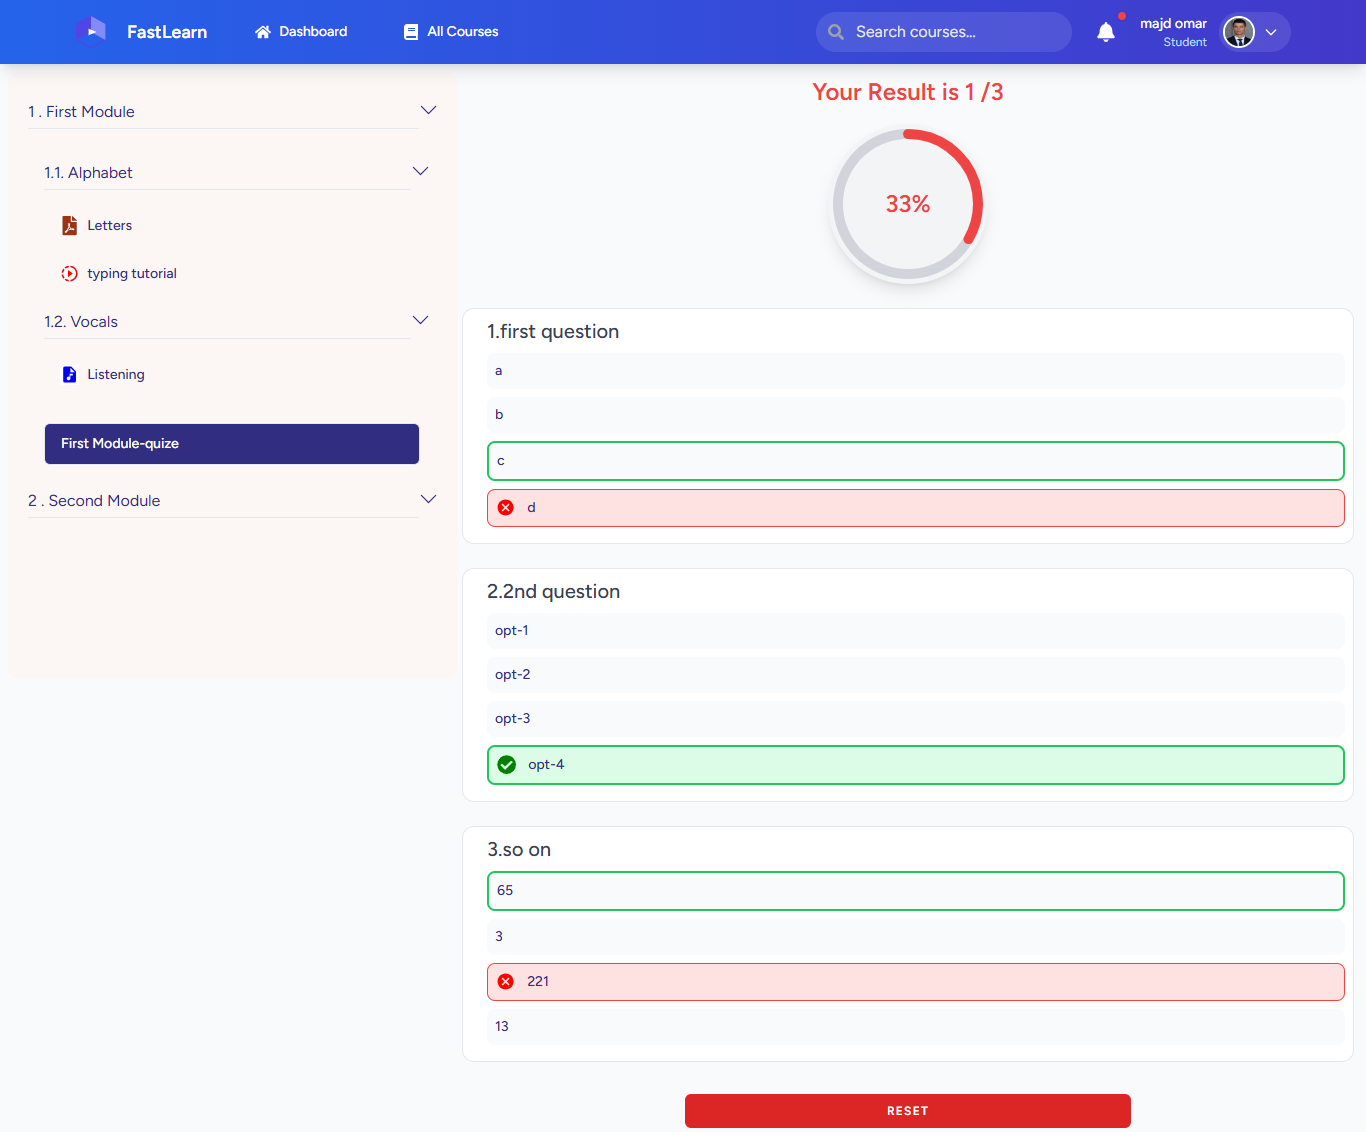 FastLearn
Dashboard
All Courses
Search courses...
majd omar
Student
1 . First Module
1.1. Alphabet
Letters
typing tutorial
1.2. Vocals
Listening
First Module-quize
2 . Second Module
Your Result is 1 /3
33%
1.first question
a
b
c
d
2.2nd question
opt-1
opt-2
opt-3
opt-4
3.so on
65
3
221
13
RESET